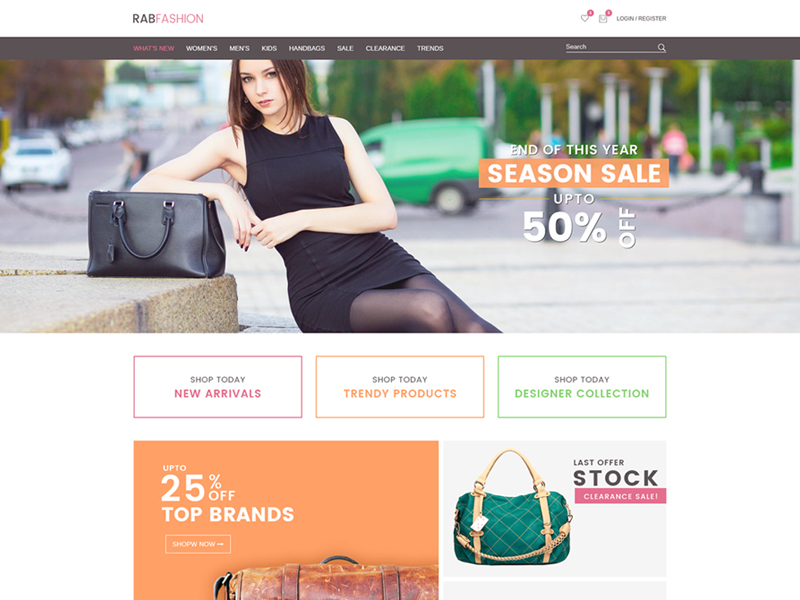 RABFASHION
LOGIN / REGISTER
WHAT'S NEW WOMEN'S MEN'S KIDS HANDBAGS SALE CLEARANCE TRENDS Search
END OF THIS YEAR
SEASON SALE
UPTO
50% OFF
SHOP TODAY
NEW ARRIVALS
SHOP TODAY
TRENDY PRODUCTS
SHOP TODAY
DESIGNER COLLECTION
UPTO
25% OFF
TOP BRANDS
SHOPW NOW
LAST OFFER
STOCK
CLEARANCE SALE!